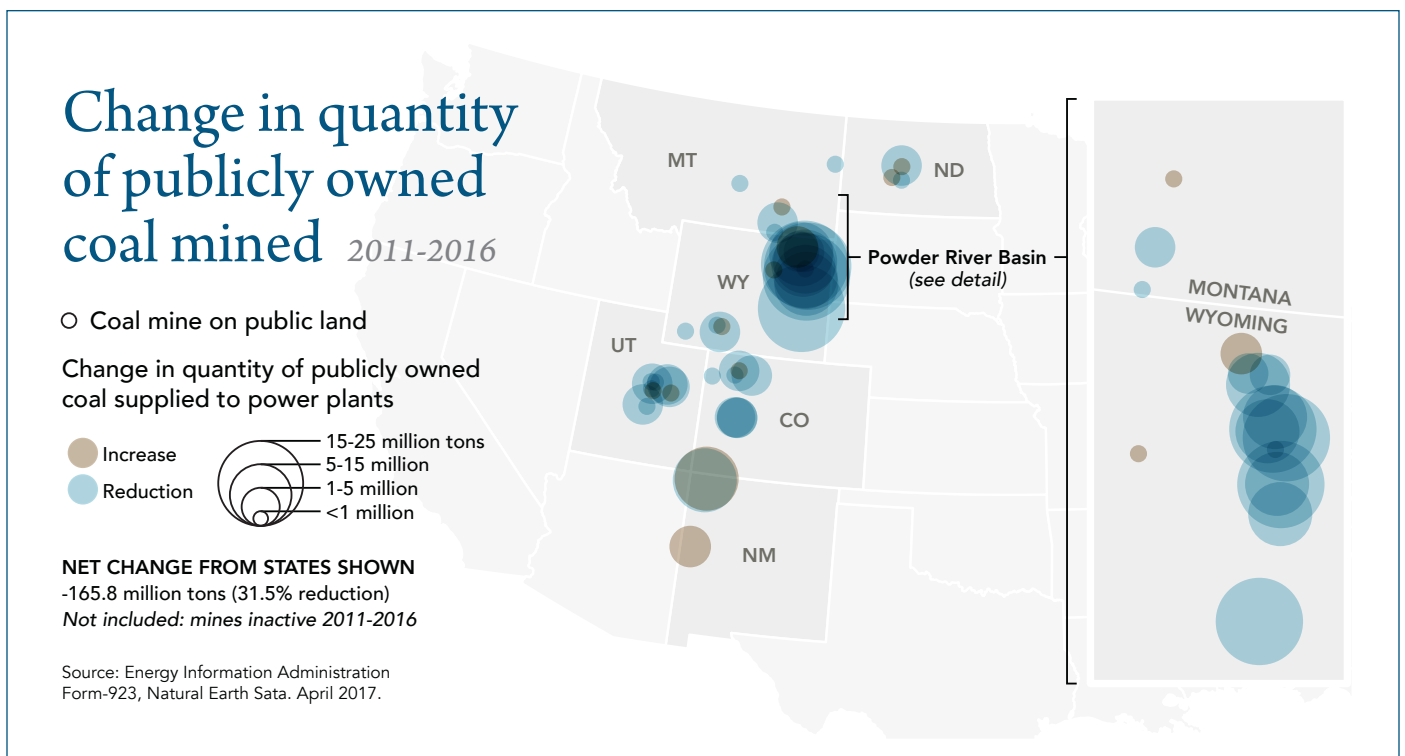 Change in quantity
of publicly owned
coal mined 2011-2016
Coal mine on public land
Change in quantity of publicly owned
coal supplied to power plants
Increase
Reduction
15-25 million tons
5-15 million
1-5 million
<1 million
NET CHANGE FROM STATES SHOWN
-165.8 million tons (31.5% reduction)
Not included: mines inactive 2011-2016
Source: Energy Information Administration
Form-923, Natural Earth Sata. April 2017.
MT
ND
WY
UT
CO
NM
Powder River Basin
(see detail)
MONTANA
WYOMING